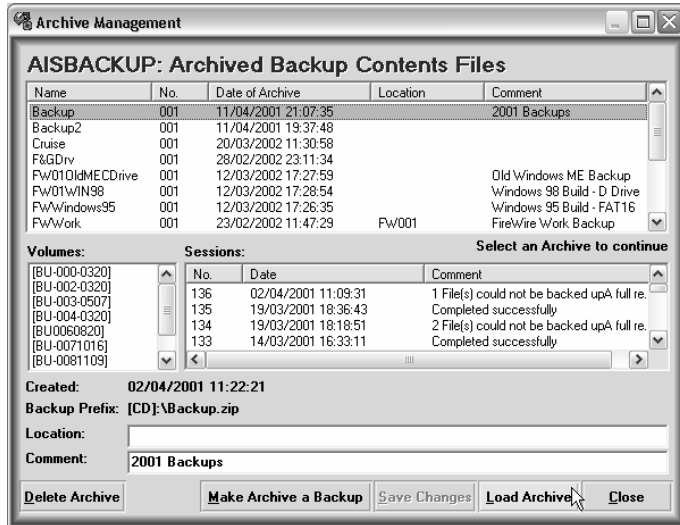 Archive Management
AISBACKUP: Archived Backup Contents Files
Name No. Date of Archive Location Comment
Backup 001 11/04/2001 21:07:35 2001 Backups
Backup2 001 11/04/2001 19:37:48
Cruise 001 20/03/2002 11:30:58
F&GDrv 001 28/02/2002 23:11:34
FW01OldMECDrive 001 12/03/2002 17:27:59 Old Windows ME Backup
FW01WIN98 001 12/03/2002 17:28:54 Windows 98 Build - D Drive
FWWindows95 001 12/03/2002 17:26:35 Windows 95 Build - FAT16
FWWork 001 23/02/2002 11:47:29 FW001 FireWire Work Backup
Select an Archive to continue
Volumes:
[BU-000-0320]
[BU-002-0320]
[BU-003-0507]
[BU-004-0320]
[BU0060820]
[BU-0071016]
[BU-0081109]
Sessions:
No. Date Comment
136 02/04/2001 11:09:31 1 File(s) could not be backed upA full re.
135 19/03/2001 18:36:43 Completed successfully
134 19/03/2001 18:18:51 2 File(s) could not be backed upA full re.
133 14/03/2001 16:33:11 Completed successfully
Created: 02/04/2001 11:22:21
Backup Prefix: [CD]:\Backup.zip
Location:
Comment: 2001 Backups
Delete Archive Make Archive a Backup Save Changes Load Archive Close